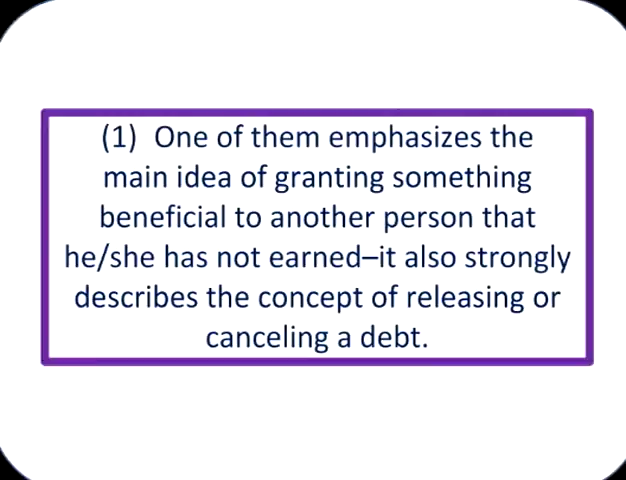 (1)  One of them emphasizes the
main idea of granting something
beneficial to another person that
he/she has not earned–it also strongly
describes the concept of releasing or
canceling a debt.